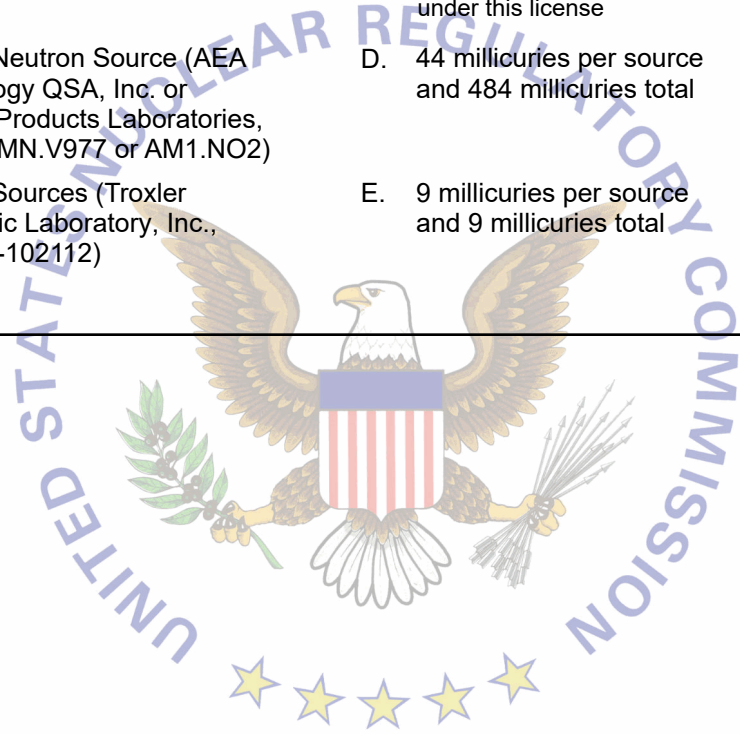 under this license
Neutron Source (AEA
ogy QSA, Inc. or
Products Laboratories,
MN.V977 or AM1.NO2)
D. 44 millicuries per source
and 484 millicuries total
Sources (Troxler
ic Laboratory, Inc.,
-102112)
E. 9 millicuries per source
and 9 millicuries total
UNITED STATES NUCLEAR REGULATORY COMMISSION